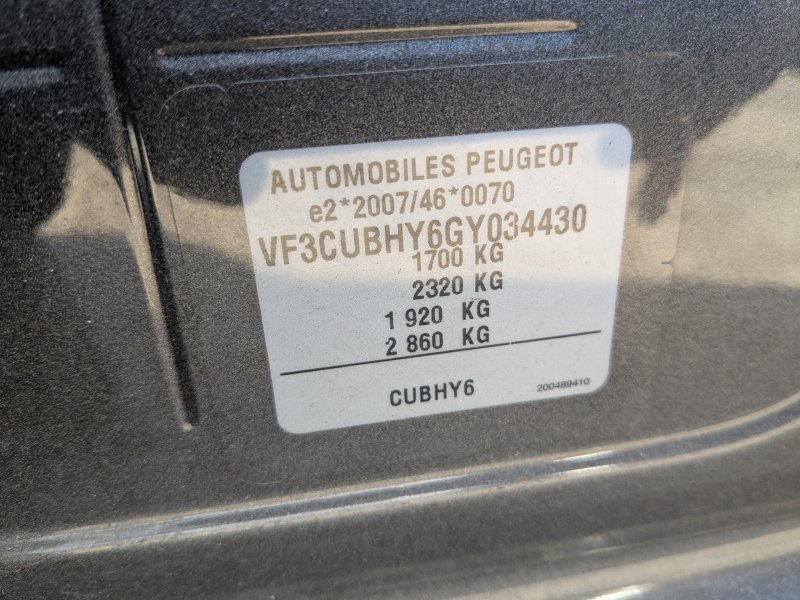 AUTOMOBILES PEUGEOT
e2*2007/46*0070
VF3CUBHY6GY034430
1700 KG
2320 KG
1 920 KG
2 860 KG
CUBHY6
200489410